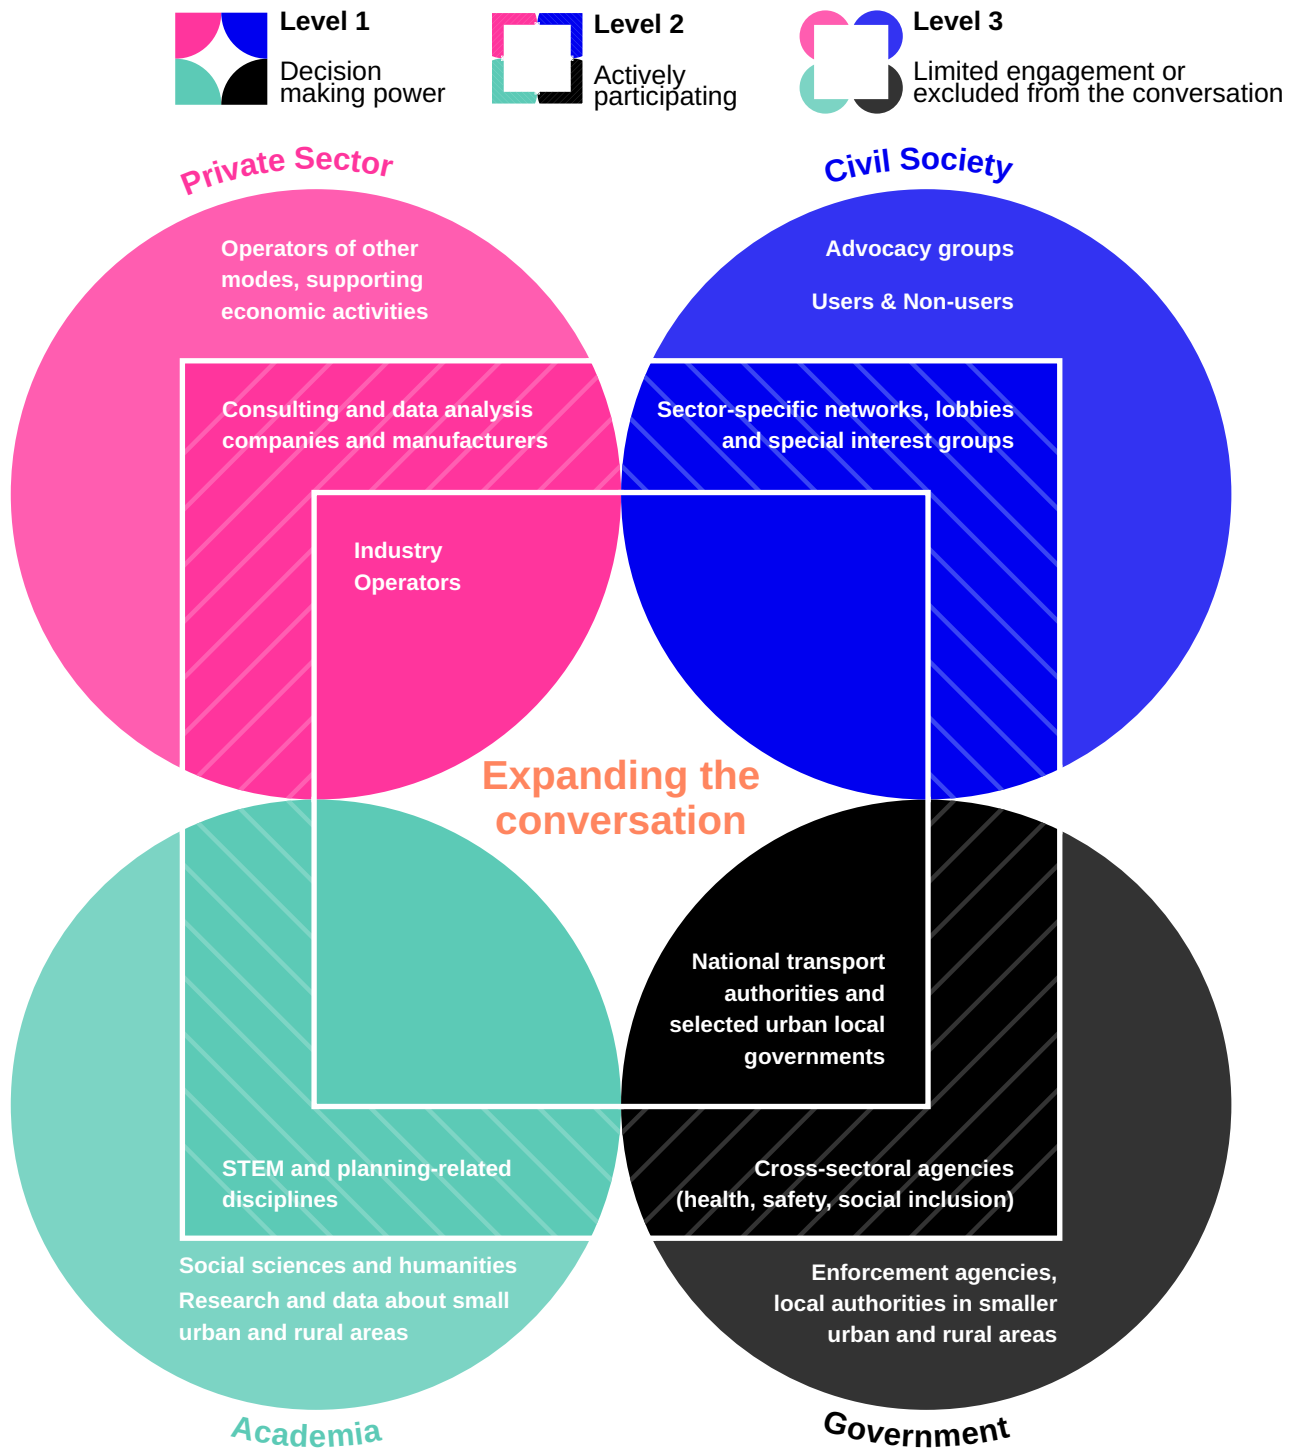 Level 1
Decision
making power
Level 2
Actively
participating
Level 3
Limited engagement or
excluded from the conversation
Private Sector
Civil Society
Operators of other
modes, supporting
economic activities
Advocacy groups
Users & Non-users
Consulting and data analysis
companies and manufacturers
Sector-specific networks, lobbies
and special interest groups
Industry
Operators
Expanding the
conversation
National transport
authorities and
selected urban local
governments
STEM and planning-related
disciplines
Cross-sectoral agencies
(health, safety, social inclusion)
Social sciences and humanities
Research and data about small
urban and rural areas
Enforcement agencies,
local authorities in smaller
urban and rural areas
Academia
Government